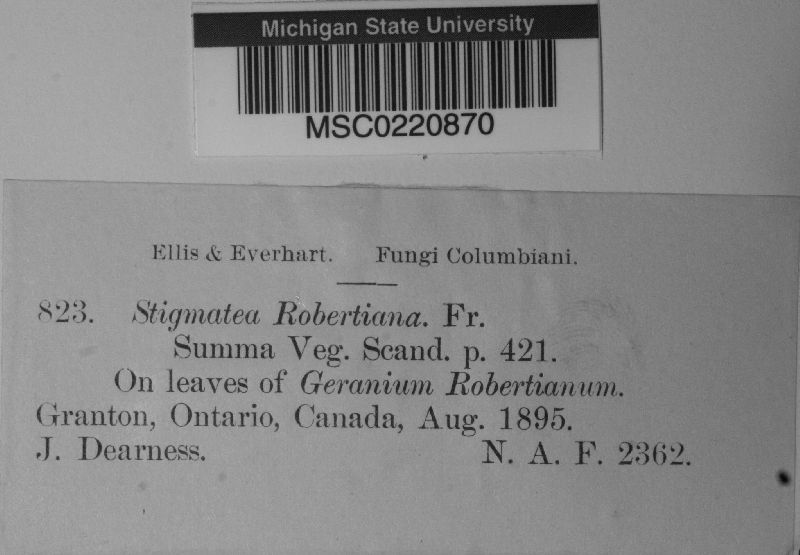 Michigan State University
MSC0220870
Ellis & Everhart. Fungi Columbiani.
823. Stigmatea Robertiana. Fr.
Summa Veg. Scand. p. 421.
On leaves of Geranium Robertianum.
Granton, Ontario, Canada, Aug. 1895.
J. Dearness. N. A. F. 2362.